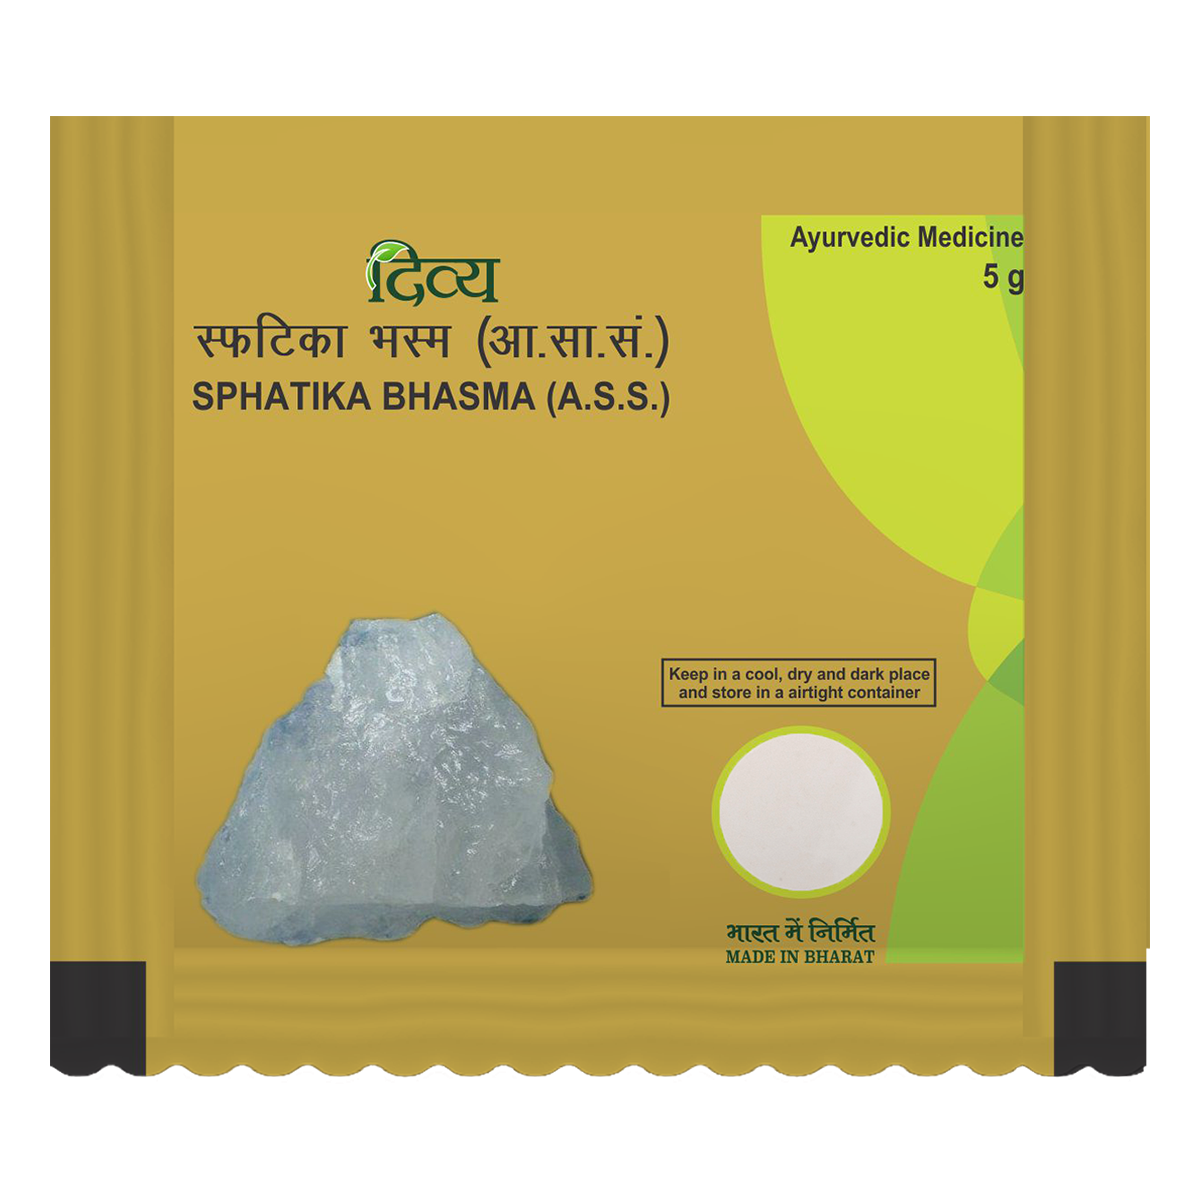 दिव्य
स्फटिका भस्म (आ.सा.सं.)
SPHATIKA BHASMA (A.S.S.)
Ayurvedic Medicine
5 g
Keep in a cool, dry and dark place
and store in a airtight container
भारत में निर्मित
MADE IN BHARAT